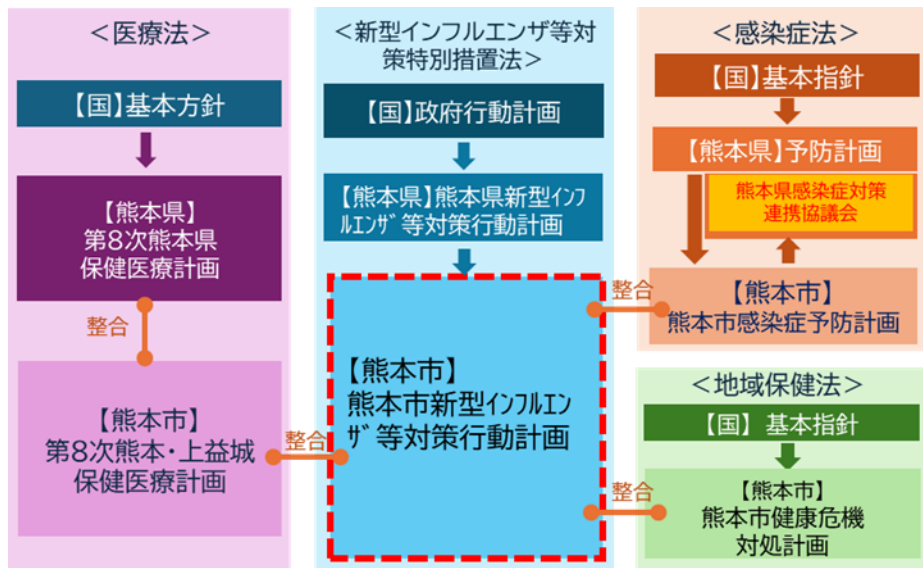 ＜医療法＞
【国】基本方針
【熊本県】
第8次熊本県
保健医療計画
整合
【熊本市】
第8次熊本・上益城
保健医療計画
整合
＜新型インフルエンザ等対
策特別措置法＞
【国】政府行動計画
【熊本県】熊本県新型ｲﾝﾌ
ﾙｴﾝｻﾞ等対策行動計画
【熊本市】
熊本市新型ｲﾝﾌﾙｴﾝ
ｻﾞ等対策行動計画
整合
整合
＜感染症法＞
【国】基本指針
【熊本県】予防計画
熊本県感染症対策
連携協議会
【熊本市】
熊本市感染症予防計画
＜地域保健法＞
【国】 基本指針
【熊本市】
熊本市健康危機
対処計画